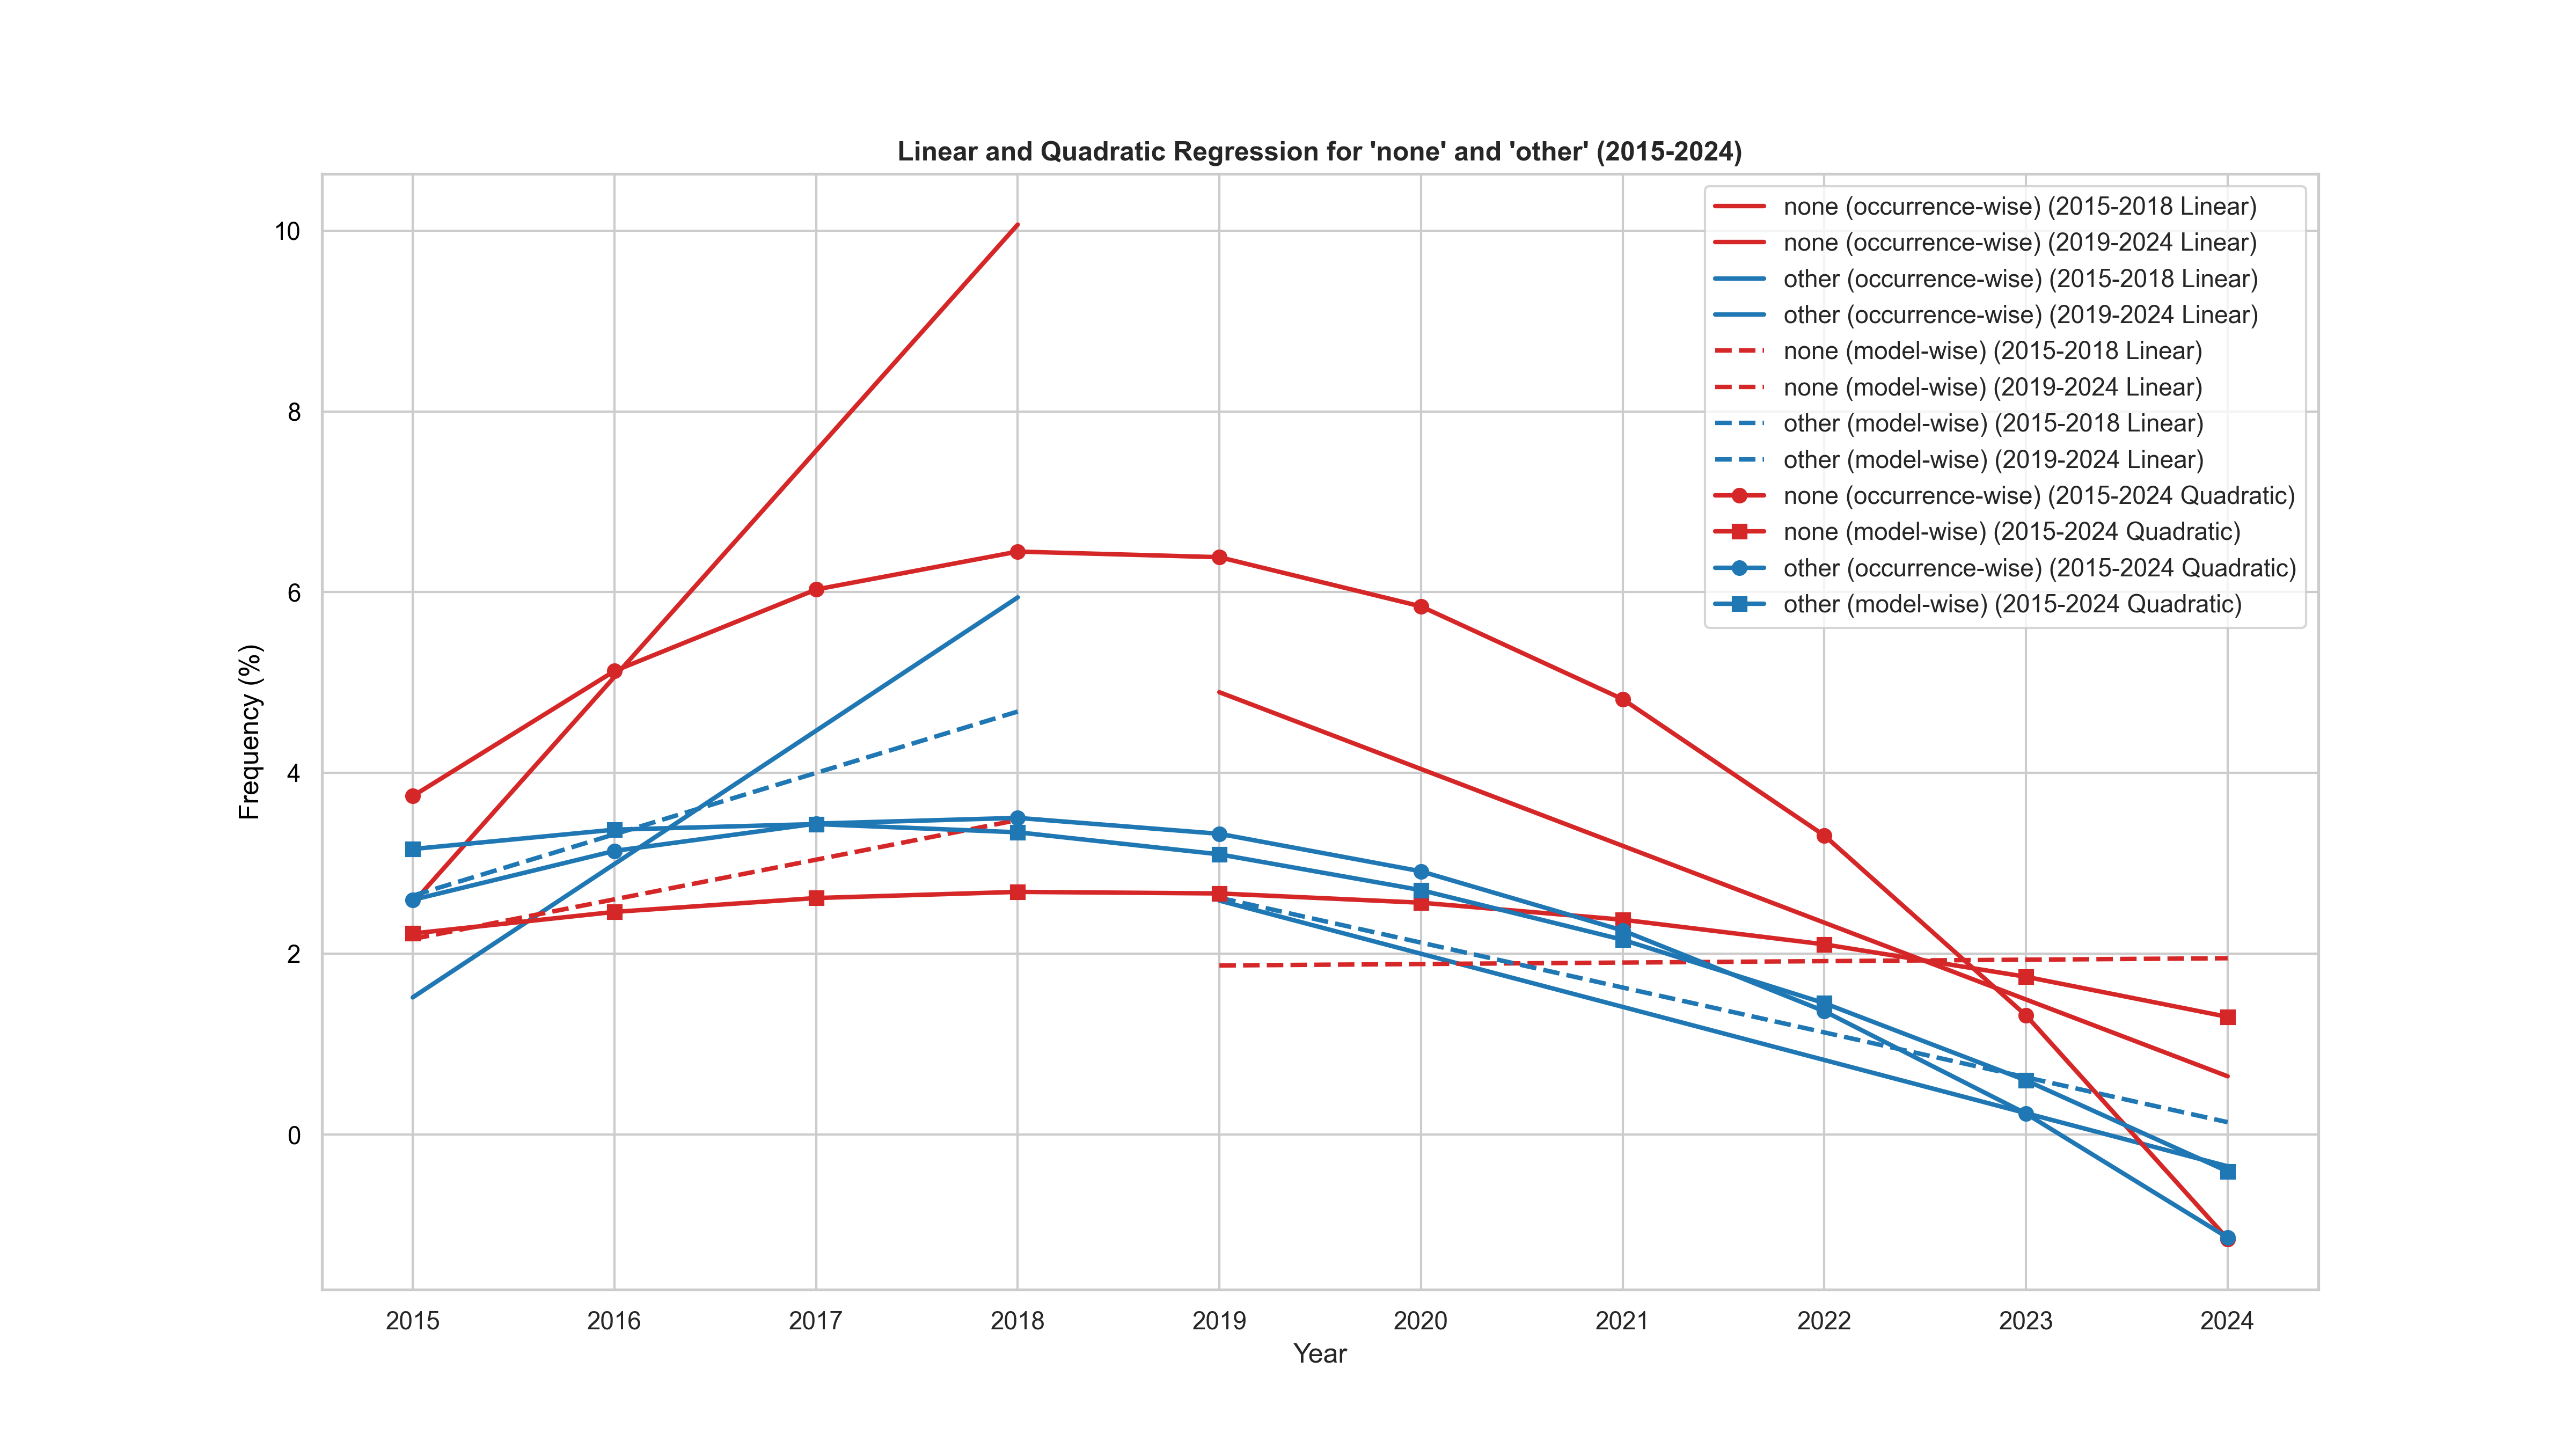 Linear and Quadratic Regression for 'none' and 'other' (2015-2024)
none (occurrence-wise) (2015-2018 Linear)
none (occurrence-wise) (2019-2024 Linear)
other (occurrence-wise) (2015-2018 Linear)
other (occurrence-wise) (2019-2024 Linear)
none (model-wise) (2015-2018 Linear)
none (model-wise) (2019-2024 Linear)
other (model-wise) (2015-2018 Linear)
other (model-wise) (2019-2024 Linear)
none (occurrence-wise) (2015-2024 Quadratic)
none (model-wise) (2015-2024 Quadratic)
other (occurrence-wise) (2015-2024 Quadratic)
other (model-wise) (2015-2024 Quadratic)
Frequency (%)
10
8
6
4
2
0
2015 2016 2017 2018 2019 2020 2021 2022 2023 2024
Year